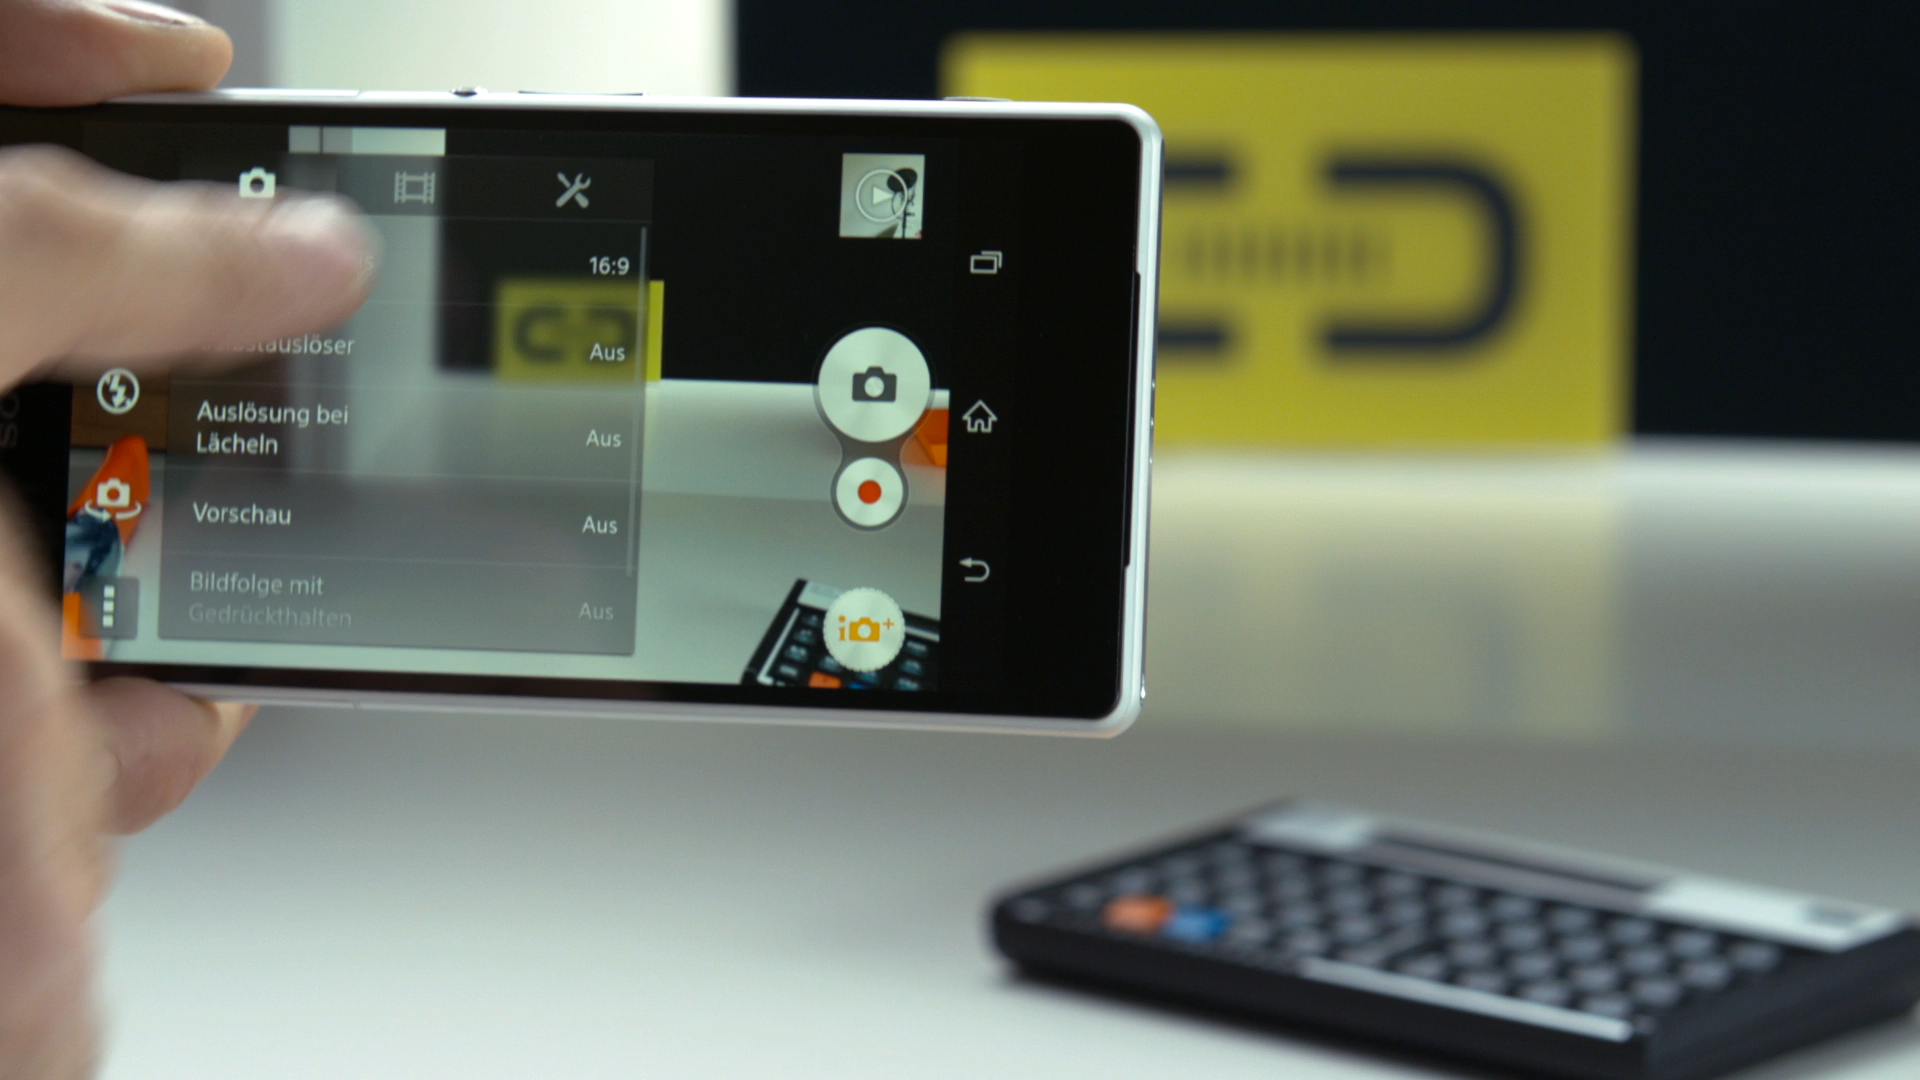 16:9
Aus
Auslösung bei
Lächeln
Aus
Vorschau
Aus
Bildfolge mit
Gedrückthalten
Aus